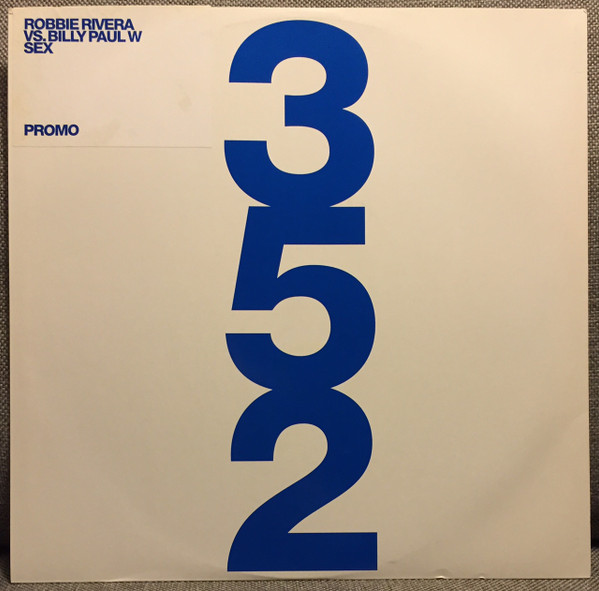 ROBBIE RIVERA
VS. BILLY PAUL W
SEX
PROMO
3
5
2